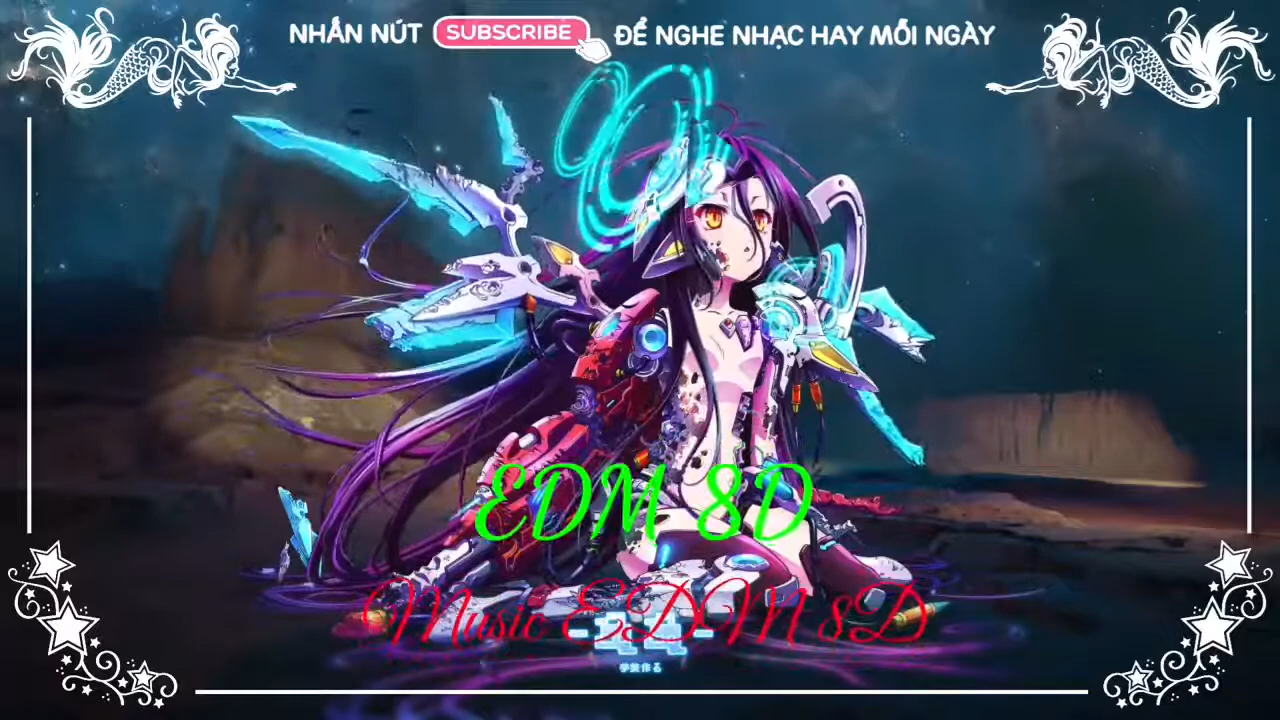 NHẤN NÚT SUBSCRIBE ĐỂ NGHE NHẠC HAY MỖI NGÀY
EDM 8D
Music EDM 8D